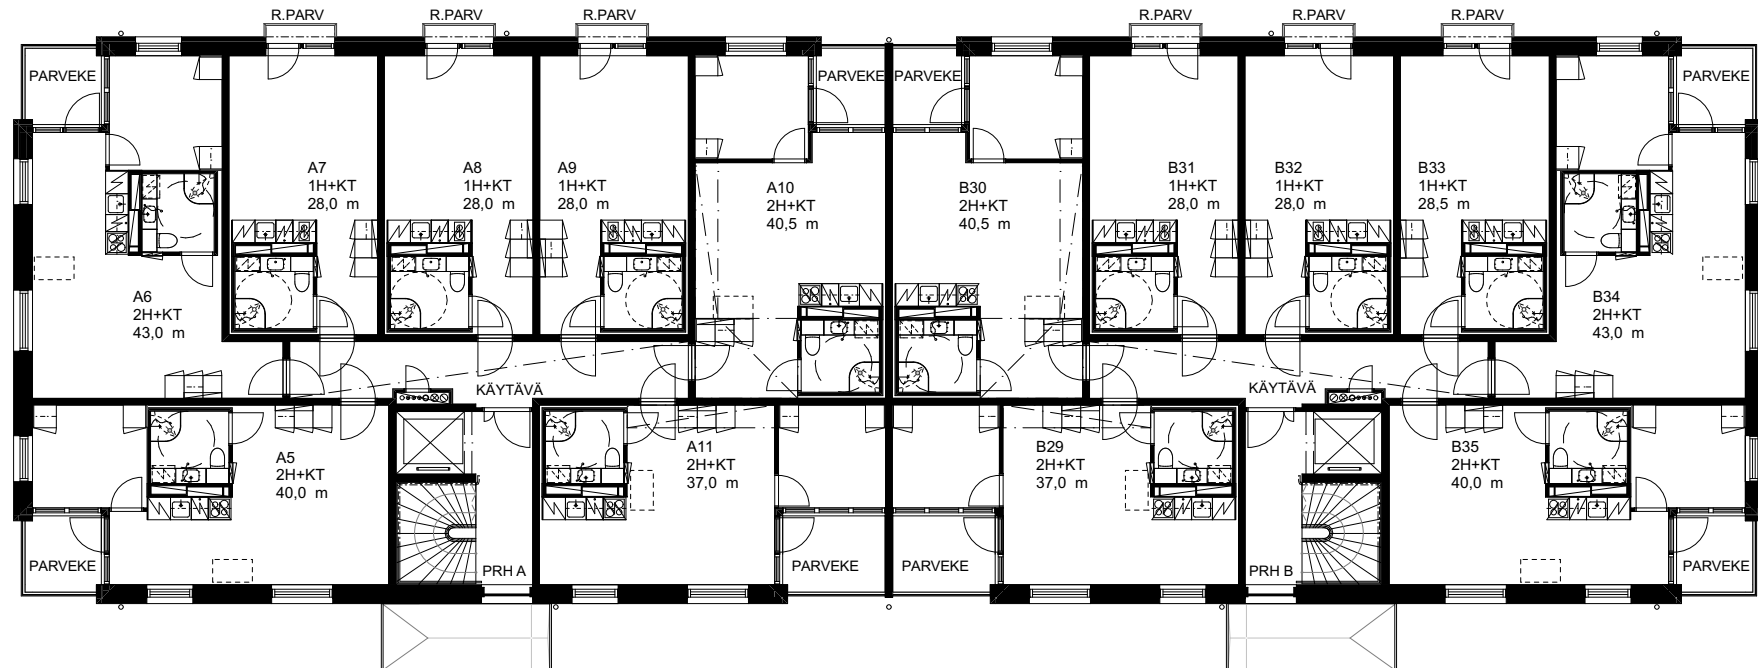 R.PARV
R.PARV
R.PARV
R.PARV
R.PARV
R.PARV
PARVEKE
PARVEKE
PARVEKE
PARVEKE
A7
1H+KT
28,0 m
A8
1H+KT
28,0 m
A9
1H+KT
28,0 m
A10
2H+KT
40,5 m
B30
2H+KT
40,5 m
B31
1H+KT
28,0 m
B32
1H+KT
28,0 m
B33
1H+KT
28,5 m
A6
2H+KT
43,0 m
B34
2H+KT
43,0 m
KÄYTÄVÄ
KÄYTÄVÄ
A5
2H+KT
40,0 m
A11
2H+KT
37,0 m
B29
2H+KT
37,0 m
B35
2H+KT
40,0 m
PARVEKE
PRH A
PARVEKE
PARVEKE
PRH B
PARVEKE